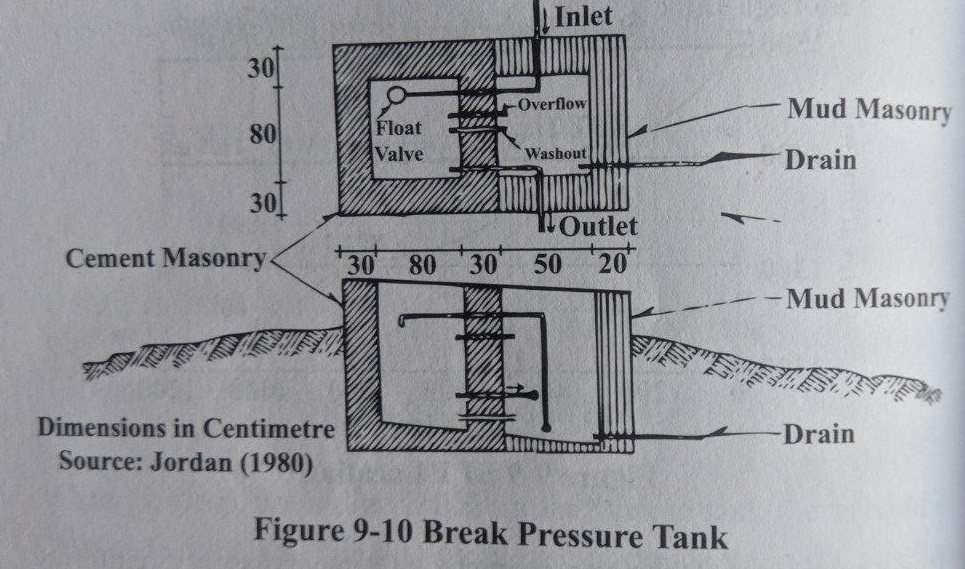 Inlet
30
80
30
Overflow
Float
Valve
Washout
Mud Masonry
Drain
Outlet
Cement Masonry
30 80 30 50 20
Mud Masonry
Dimensions in Centimetre
Source: Jordan (1980)
Drain
Figure 9-10 Break Pressure Tank